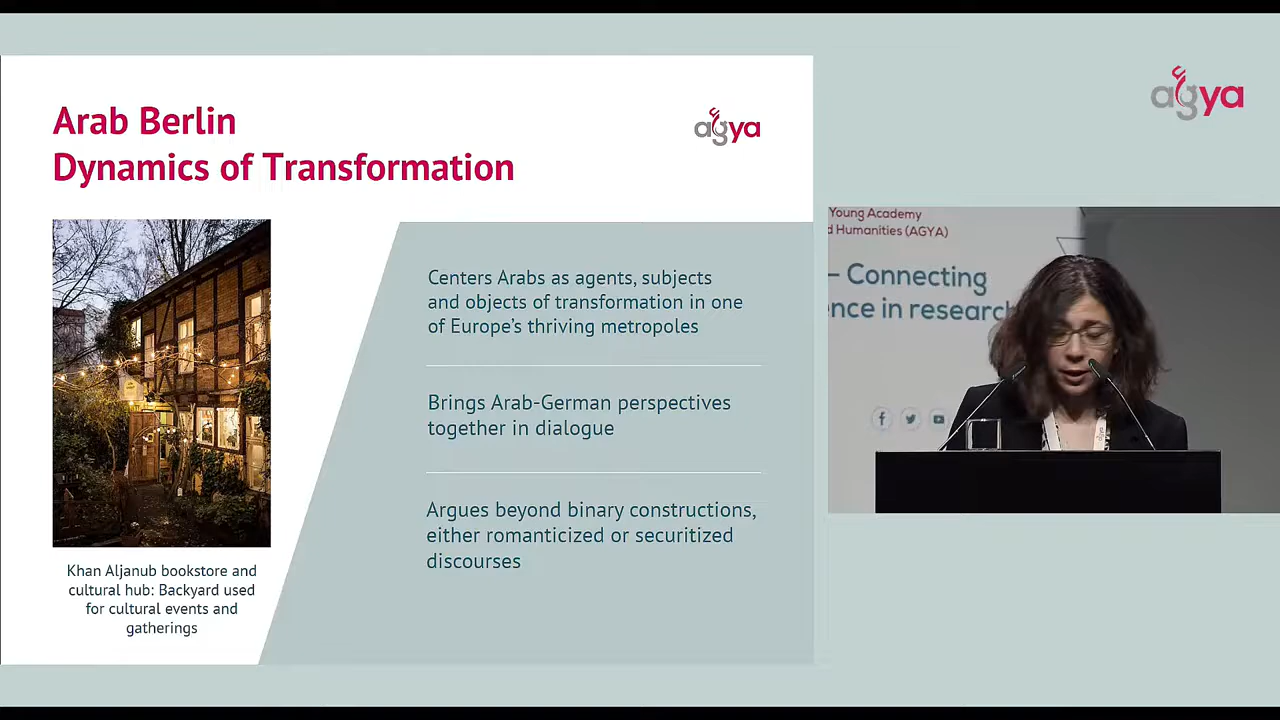 Arab Berlin
Dynamics of Transformation
agya
Centers Arabs as agents, subjects
and objects of transformation in one
of Europe's thriving metropoles
Brings Arab-German perspectives
together in dialogue
Argues beyond binary constructions,
either romanticized or securitized
discourses
Khan Aljanub bookstore and
cultural hub: Backyard used
for cultural events and
gatherings
agya
Young Academy
d Humanities (AGYA)
– Connecting
nce in research
agya